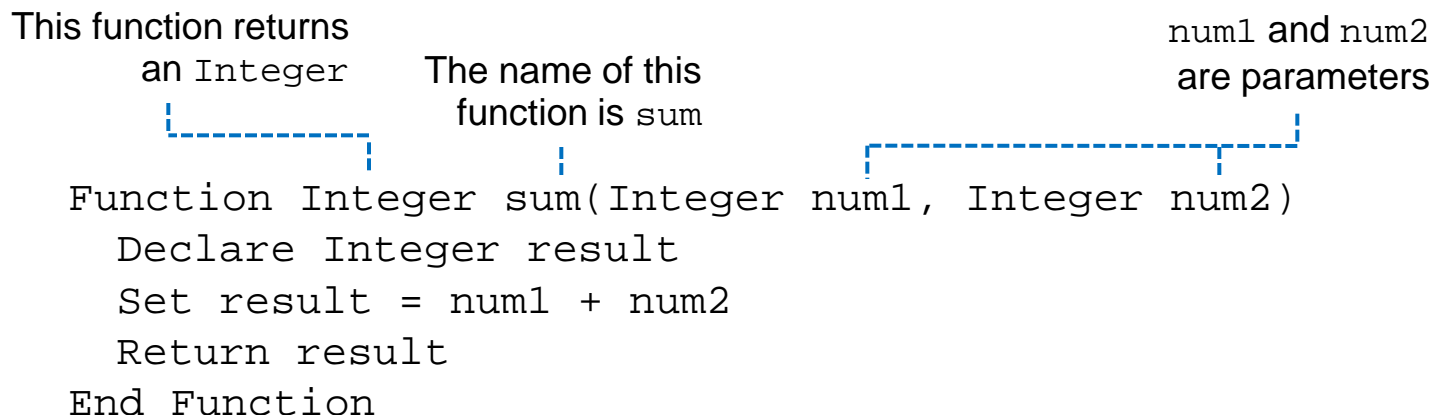 This function returns
an Integer
The name of this
function is sum
num1 and num2
are parameters
Function Integer sum(Integer num1, Integer num2)
Declare Integer result
Set result = num1 + num2
Return result
End Function